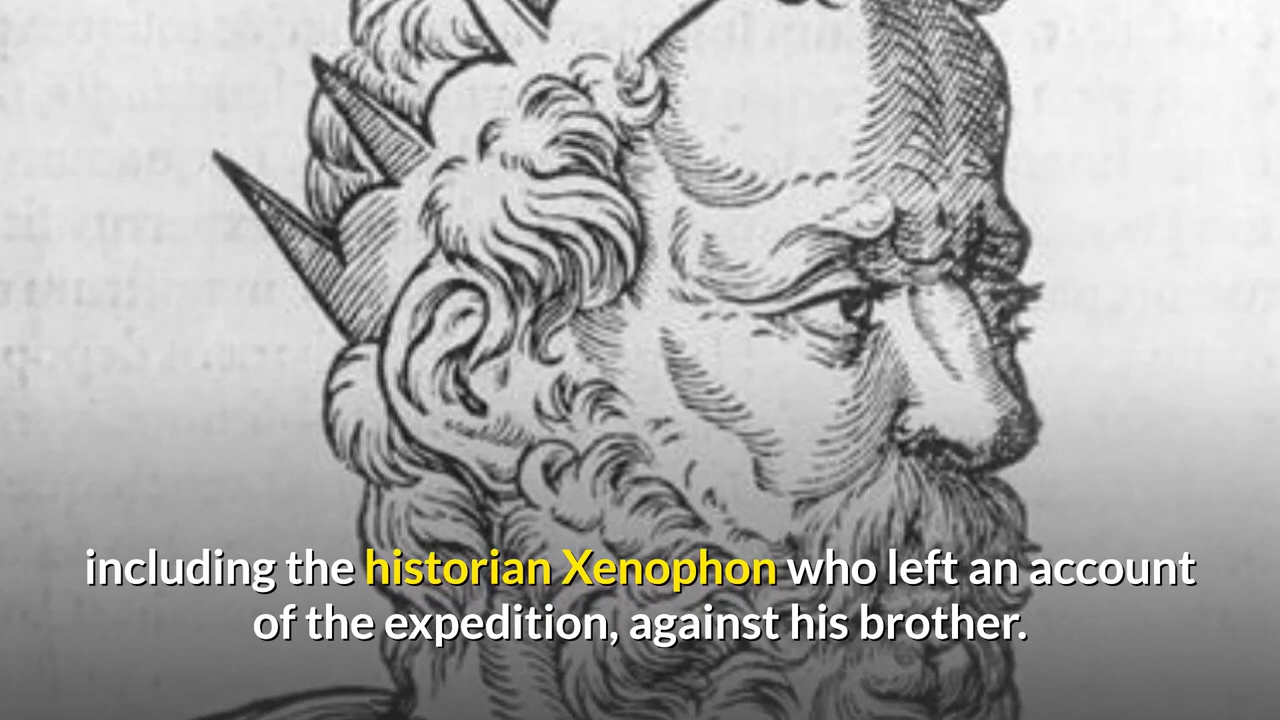 including the historian Xenophon who left an account
of the expedition, against his brother.